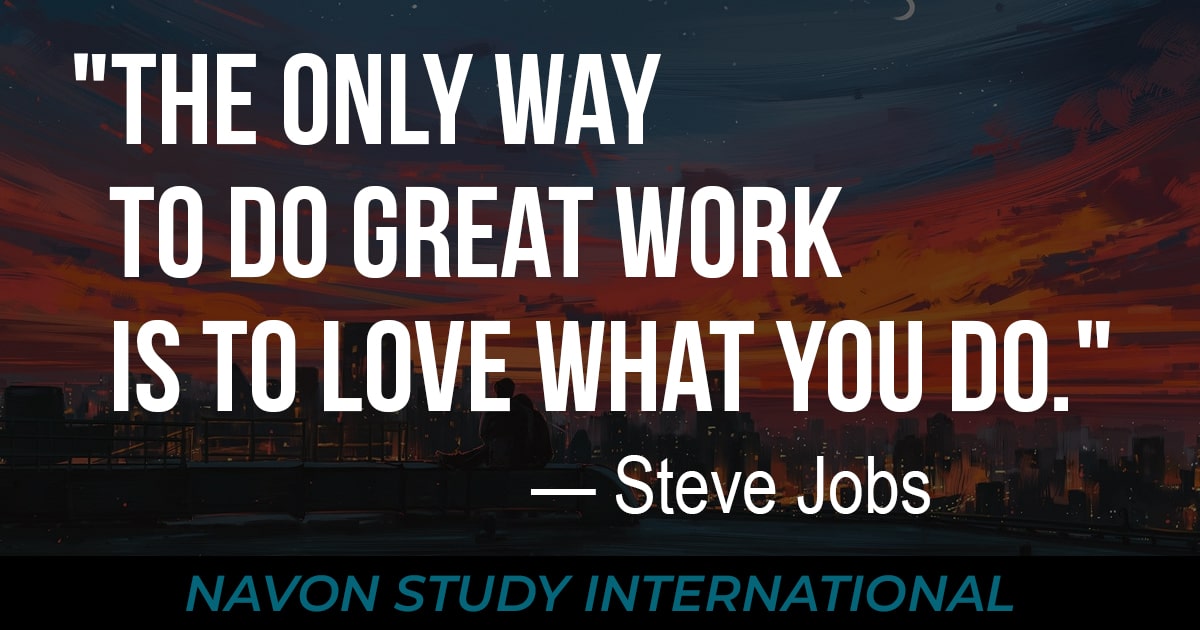 "THE ONLY WAY
TO DO GREAT WORK
IS TO LOVE WHAT YOU DO."
— Steve Jobs
NAVON STUDY INTERNATIONAL